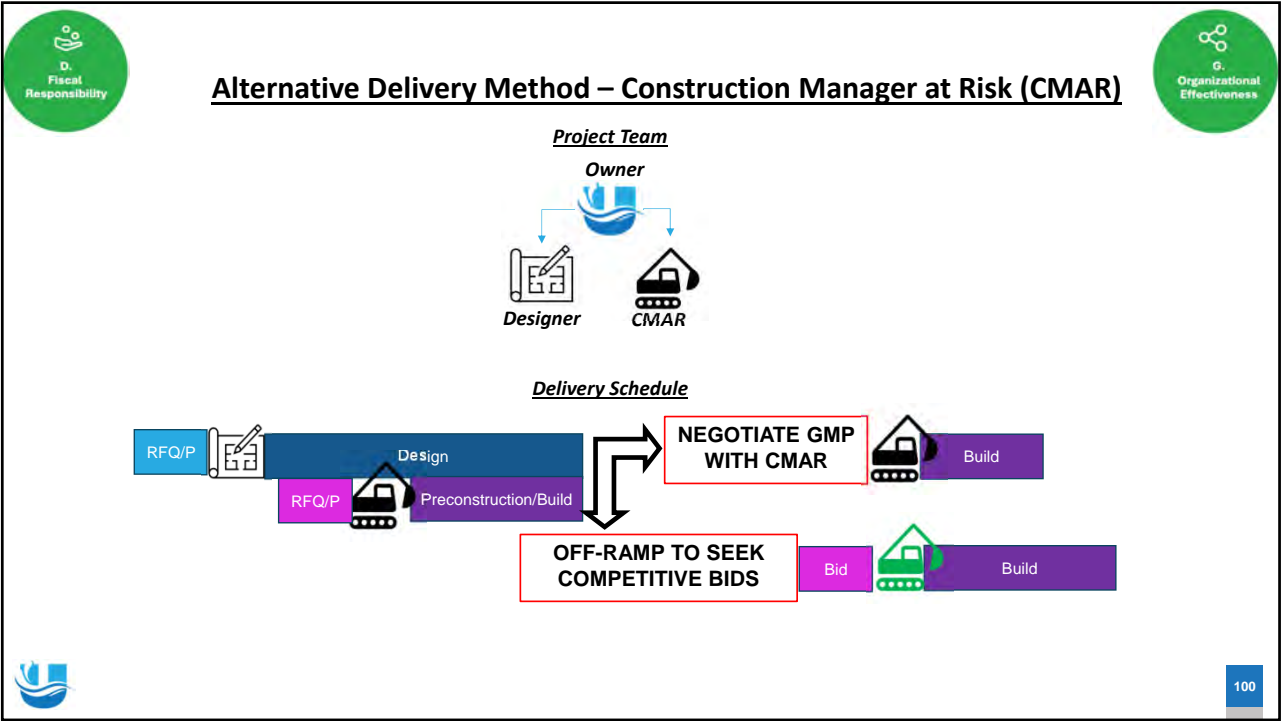 D.
Fiscal
Responsibility
G.
Organizational
Effectiveness
Alternative Delivery Method – Construction Manager at Risk (CMAR)
Project Team
Owner
Designer
CMAR
Delivery Schedule
RFQ/P
Design
RFQ/P
Preconstruction/Build
NEGOTIATE GMP
WITH CMAR
Build
OFF-RAMP TO SEEK
COMPETITIVE BIDS
Bid
Build
100